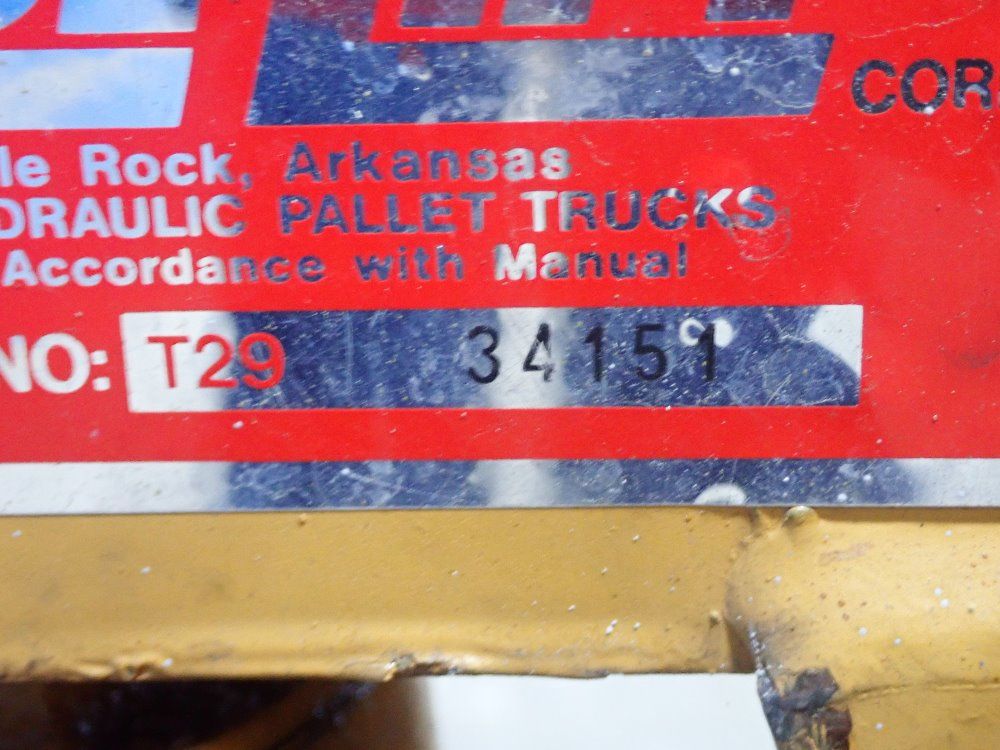 COR
le Rock, Arkansas
DRAULIC PALLET TRUCKS
Accordance with Manual
NO: T29 34151